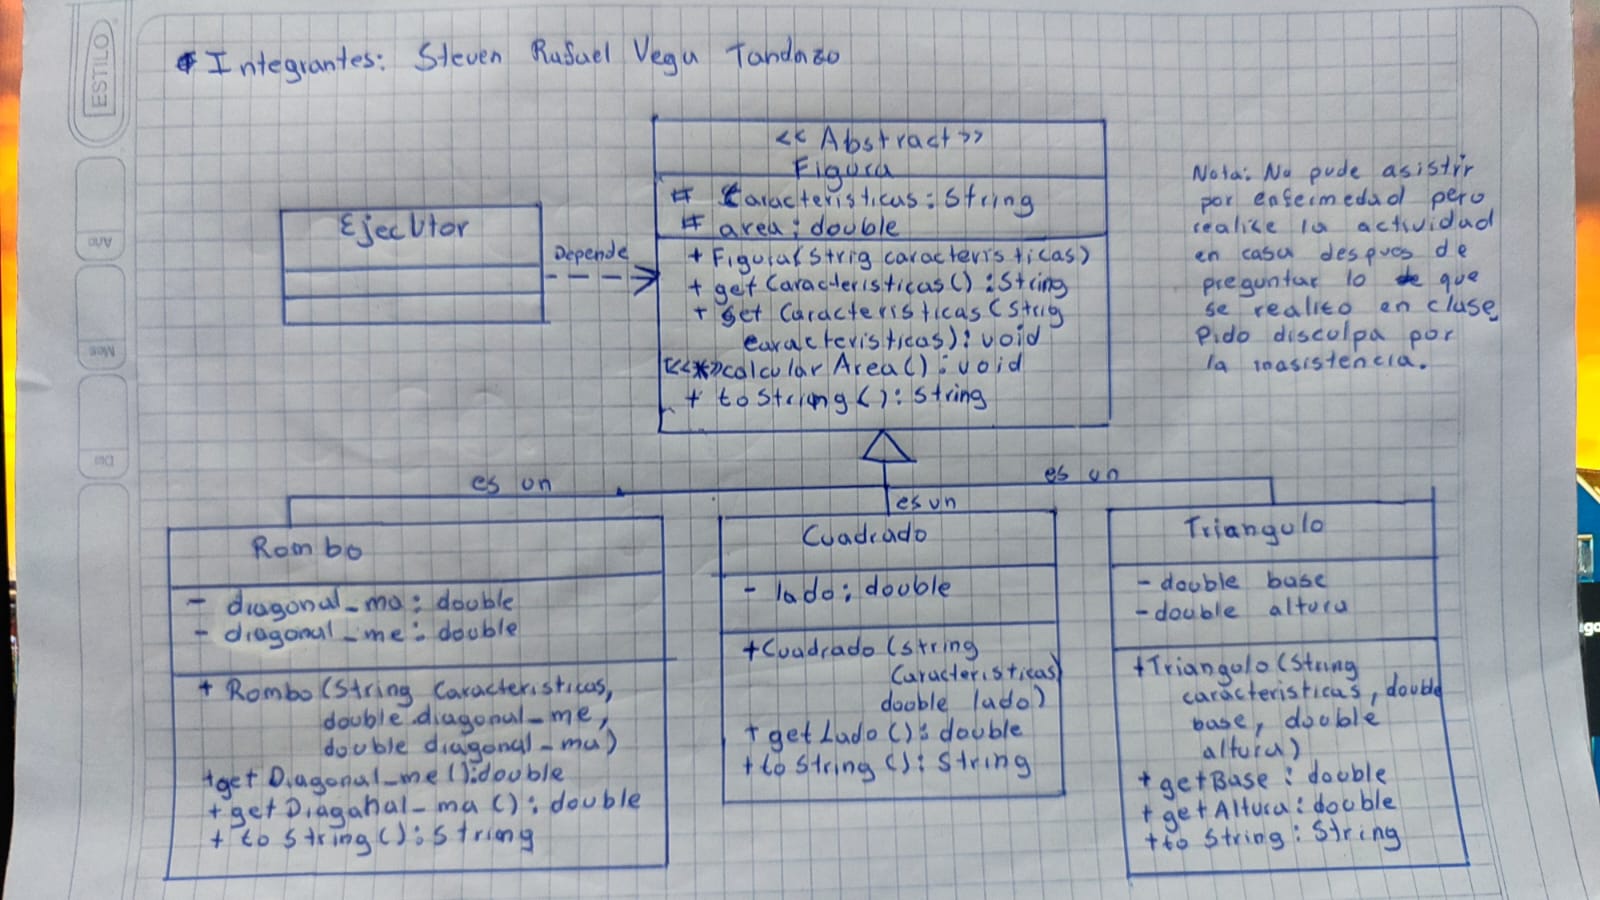 * Integrantes: Steven Rafael Vega Tandazo
ESTILO
Año
Mes
Día
<< Abstract >>
Figura
# Caracteristicas: String
# area: double
+ Figura(Strig caracteristicas)
+ get Caracteristicas(): String
+ set Caracteristicas (Strig
caracteristicas): void
<<*>> calcular Area(): void
+ to String(): String
Ejecutor
Depende
Nota: No pude asistir
por enfermedad pero
realice la actividad
en casa despues de
preguntar lo que
se realizo en clase,
Pido disculpa por
la inasistencia.
es un
es un
es un
Rombo
- diagonal_ma: double
- diagonal_me: double
+ Rombo (String Caracteristicas,
double diagonal_me,
double diagonal_ma)
+get Diagonal_me():double
+ get Diagonal_ma (): double
+ to String(): String
Cuadrado
- lado: double
+Cuadrado (String
Caracteristicas,
double lado)
+ get Lado (): double
+ to String (): String
Triangulo
- double base
- double altura
+Triangolo (String
caracteristicas, double
base, double
altura)
+ getBase: double
+ get Altura: double
+to String: String